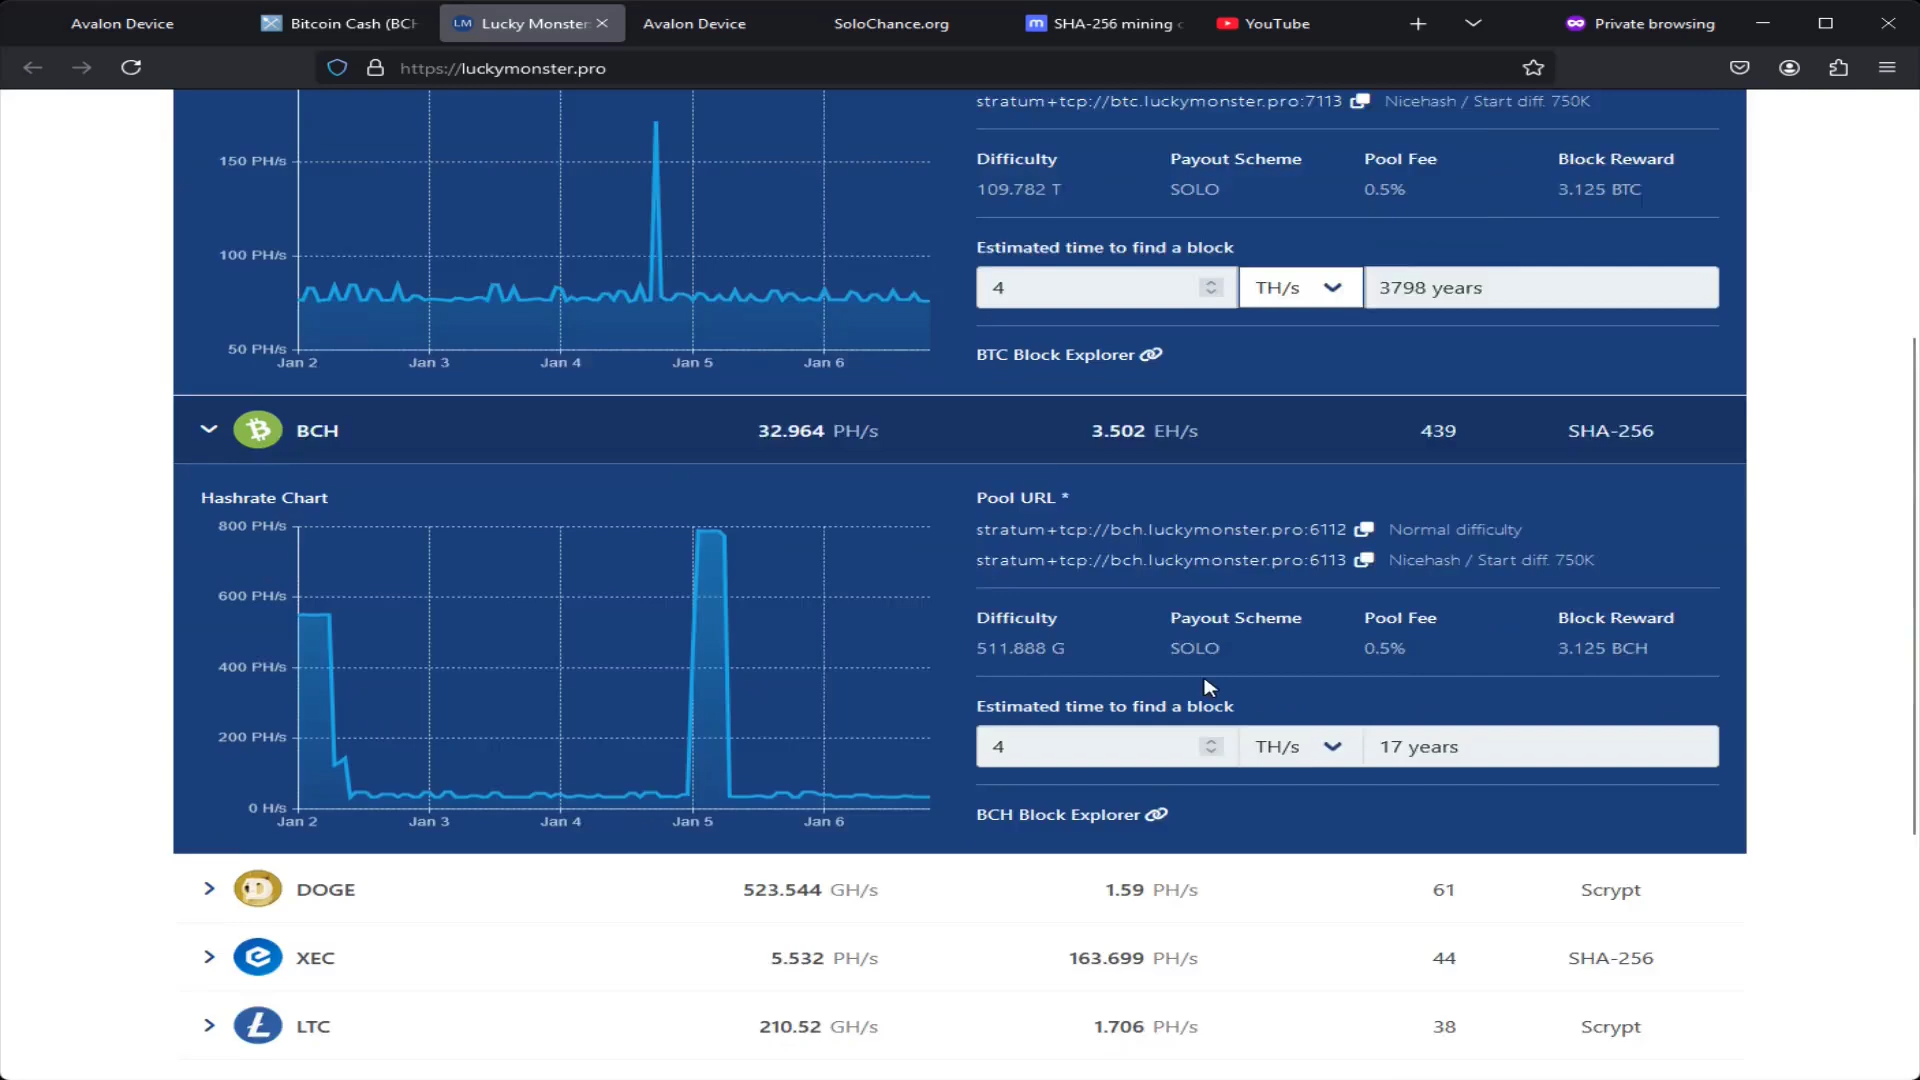 Avalon Device
Bitcoin Cash (BCH
LM
Lucky Monster
Avalon Device
SoloChance.org
SHA-256 mining c
YouTube
Private browsing
https://luckymonster.pro
stratum+tcp://btc.luckymonster.pro:7113 Nicehash / Start diff. 750K
150 PH/s
100 PH/s
50 PH/s
Jan 2 Jan 3 Jan 4 Jan 5 Jan 6
Difficulty Payout Scheme Pool Fee Block Reward
109.782 T SOLO 0.5% 3.125 BTC
Estimated time to find a block
4 TH/s 3798 years
BTC Block Explorer
BCH 32.964 PH/s 3.502 EH/s 439 SHA-256
Hashrate Chart
800 PH/s
600 PH/s
400 PH/s
200 PH/s
0 H/s
Jan 2 Jan 3 Jan 4 Jan 5 Jan 6
Pool URL *
stratum+tcp://bch.luckymonster.pro:6112 Normal difficulty
stratum+tcp://bch.luckymonster.pro:6113 Nicehash / Start diff. 750K
Difficulty Payout Scheme Pool Fee Block Reward
511.888 G SOLO 0.5% 3.125 BCH
Estimated time to find a block
4 TH/s 17 years
BCH Block Explorer
DOGE 523.544 GH/s 1.59 PH/s 61 Scrypt
XEC 5.532 PH/s 163.699 PH/s 44 SHA-256
LTC 210.52 GH/s 1.706 PH/s 38 Scrypt